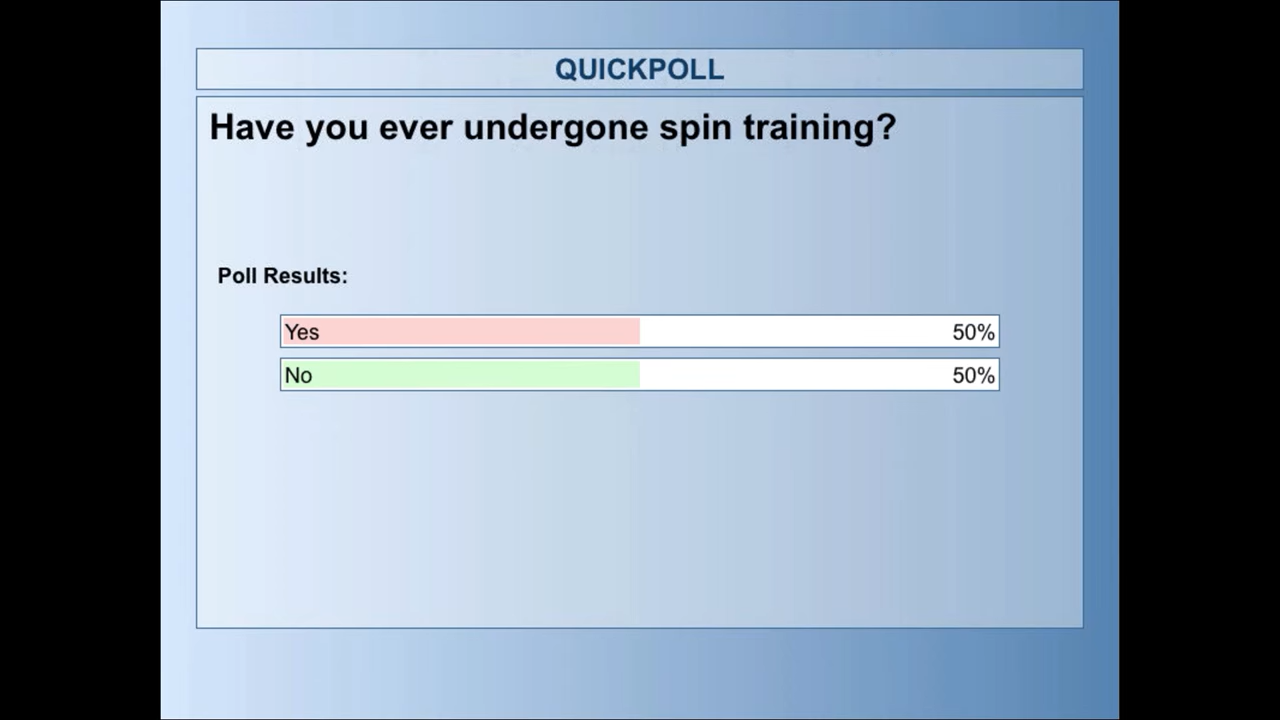 QUICKPOLL
Have you ever undergone spin training?
Poll Results:
Yes 50%
No 50%